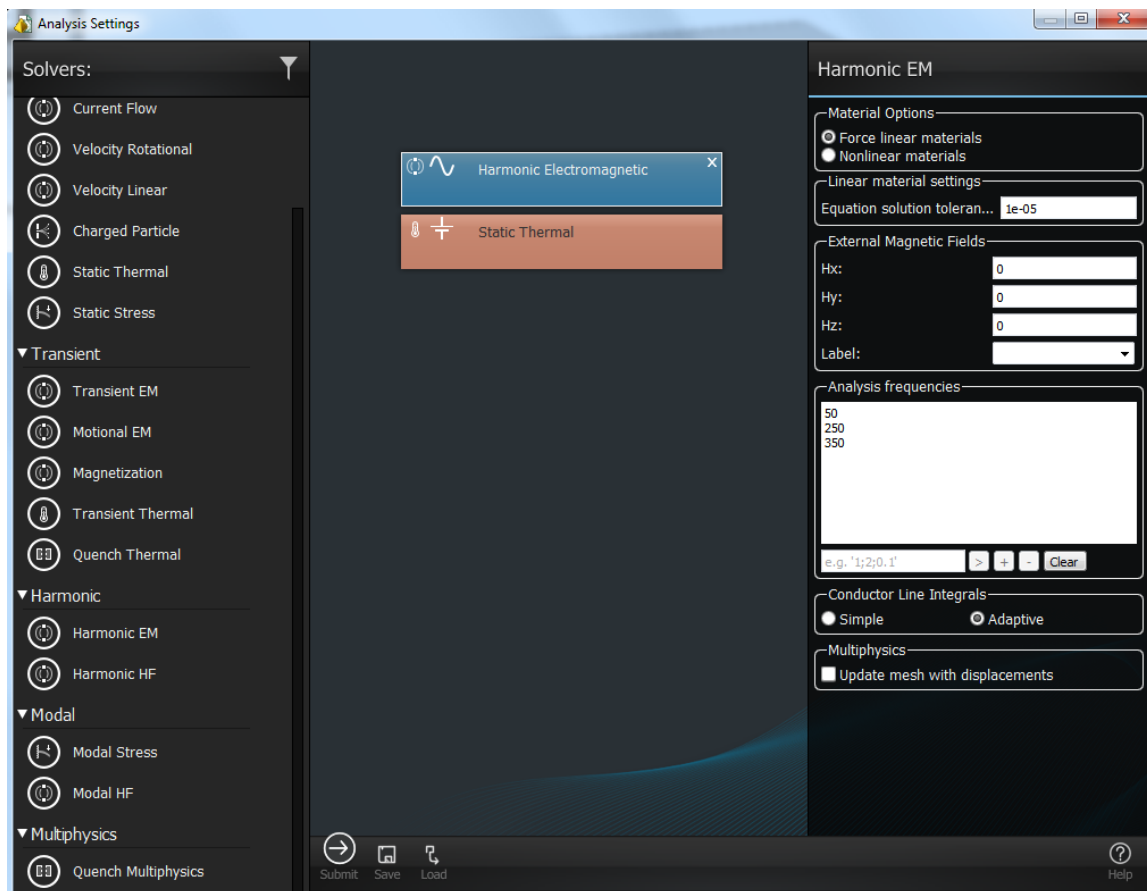 Analysis Settings
Solvers:
Current Flow
Velocity Rotational
Velocity Linear
Charged Particle
Static Thermal
Static Stress
Transient
Transient EM
Motional EM
Magnetization
Transient Thermal
Quench Thermal
Harmonic
Harmonic EM
Harmonic HF
Modal
Modal Stress
Modal HF
Multiphysics
Quench Multiphysics
Harmonic Electromagnetic x
Static Thermal
Submit Save Load
Harmonic EM
Material Options
Force linear materials
Nonlinear materials
Linear material settings
Equation solution toleran... 1e-05
External Magnetic Fields
Hx: 0
Hy: 0
Hz: 0
Label:
Analysis frequencies
50
250
350
e.g. '1;2;0.1' > + - Clear
Conductor Line Integrals
Simple Adaptive
Multiphysics
Update mesh with displacements
Help